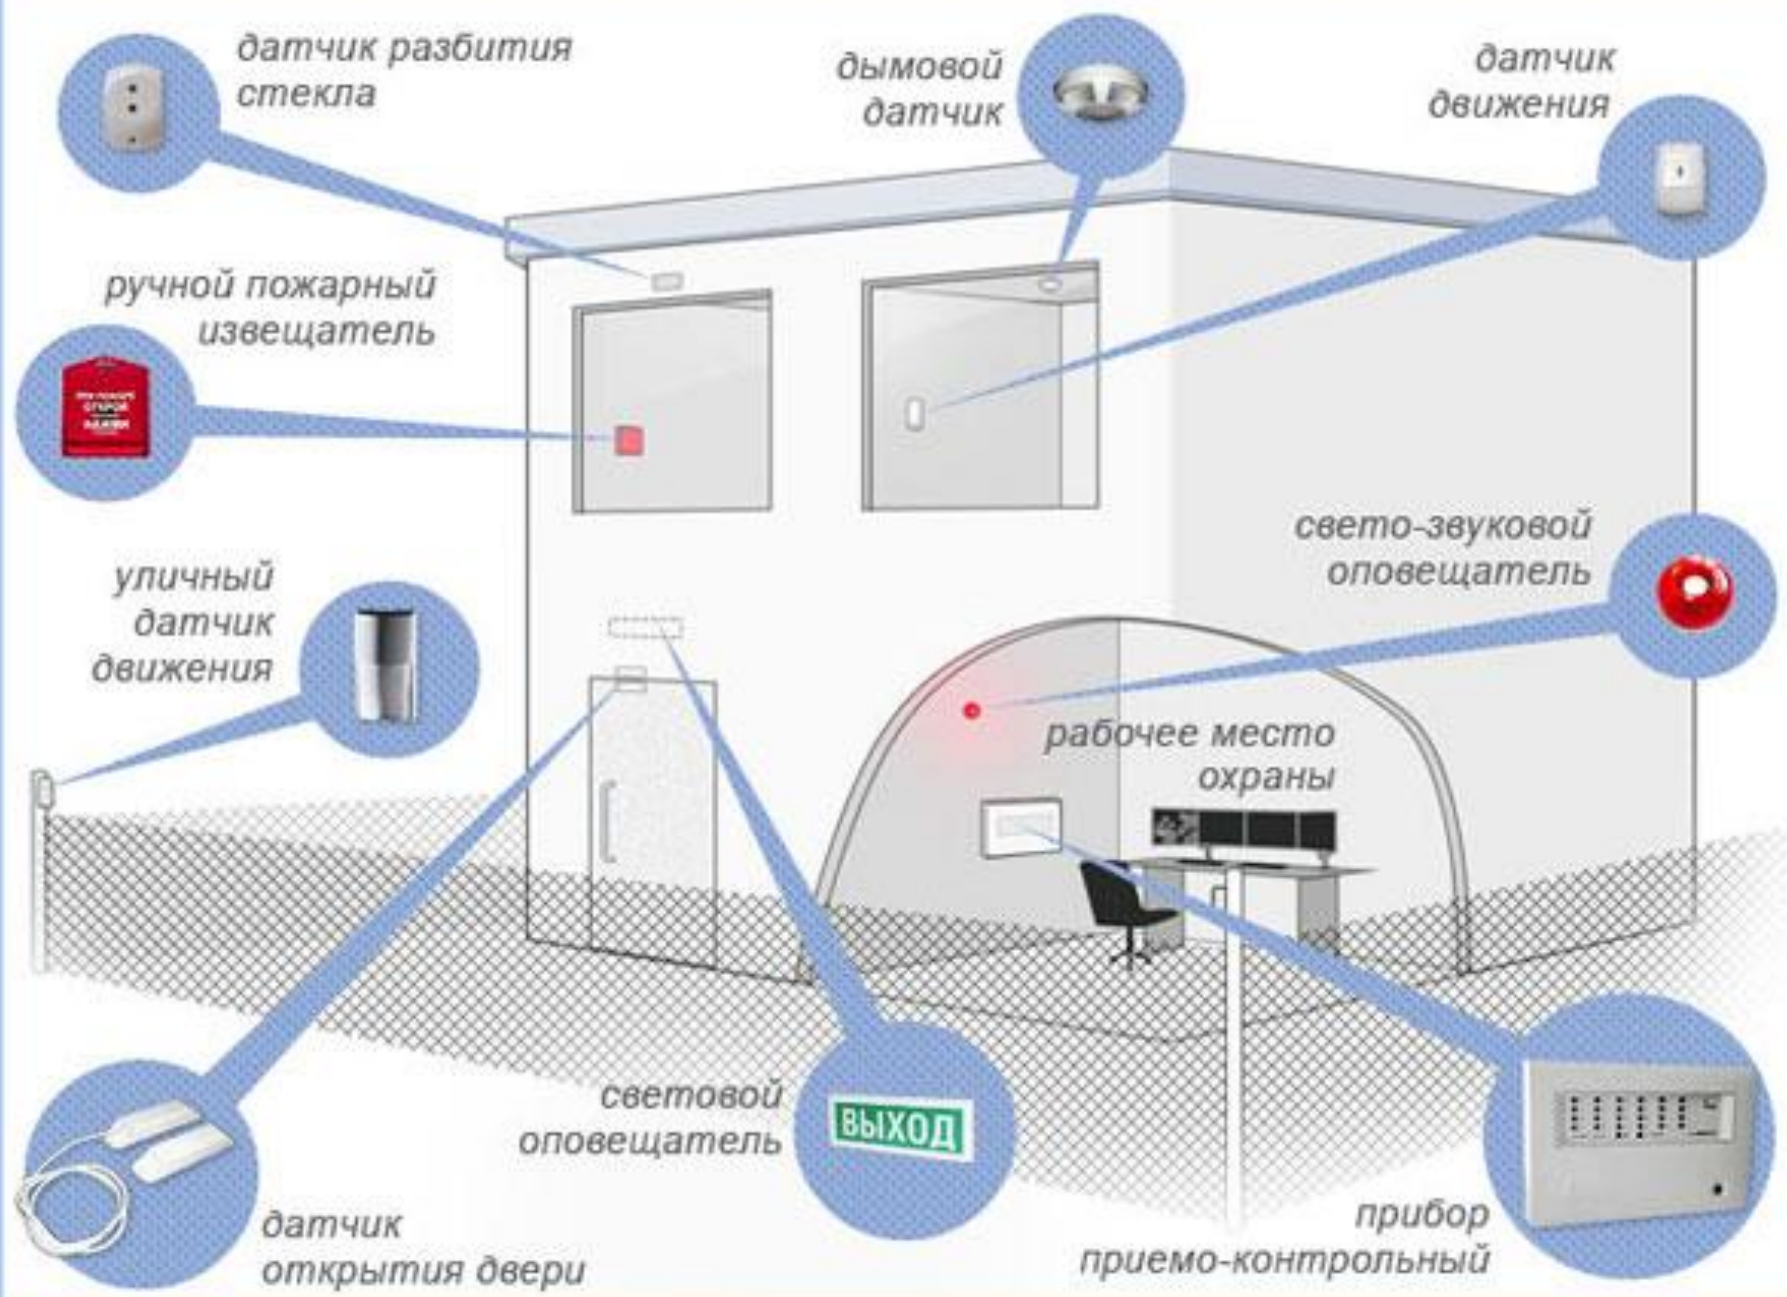 датчик разбития
стекла
дымовой
датчик
датчик
движения
ручной пожарный
извещатель
свето-звуковой
оповещатель
уличный
датчик
движения
рабочее место
охраны
световой
оповещатель
ВЫХОД
датчик
открытия двери
прибор
приемо-контрольный